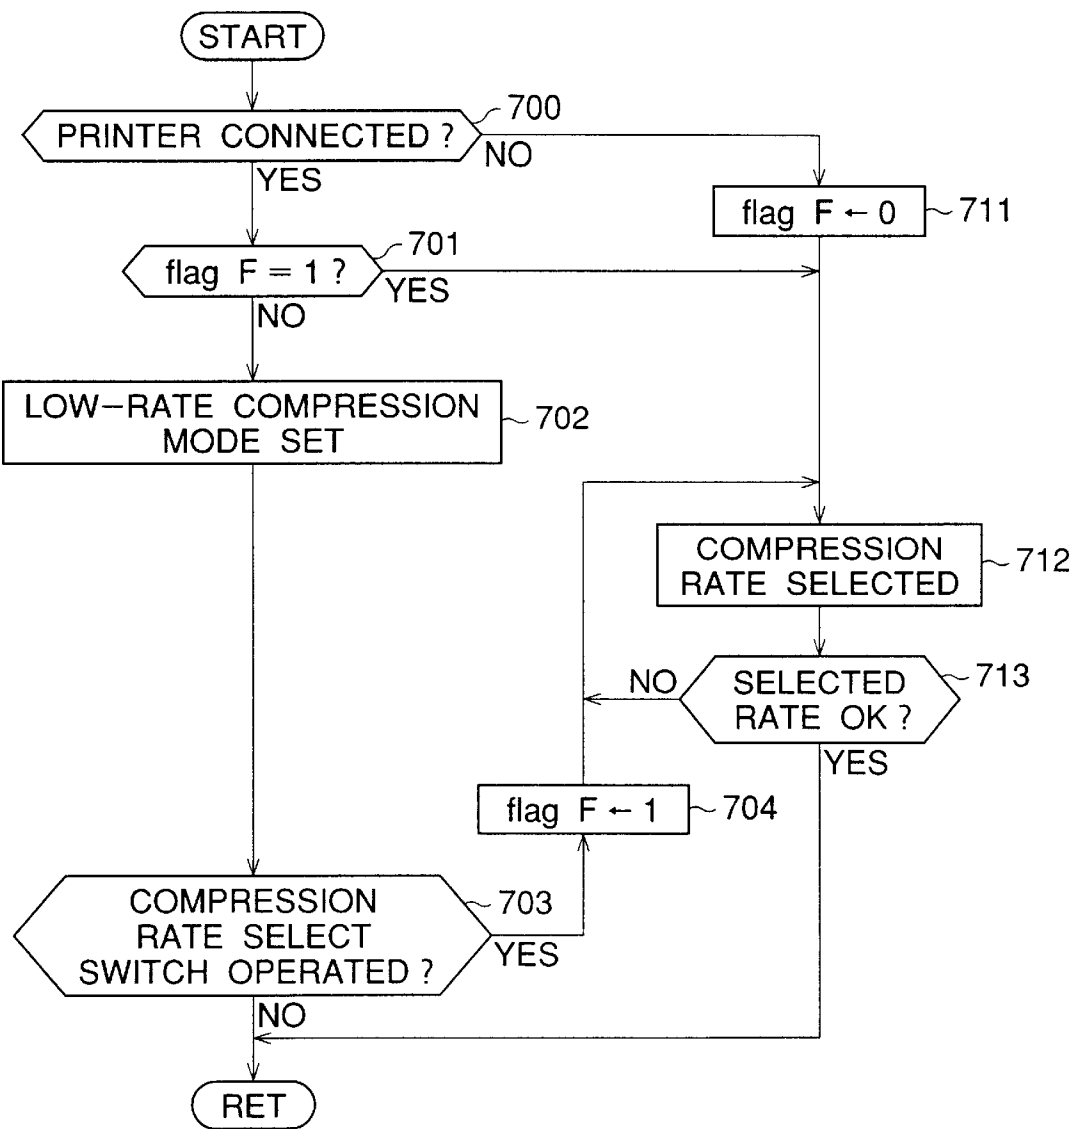 START
PRINTER CONNECTED ?
700
NO
YES
flag F ← 0
711
flag F = 1 ?
701
YES
NO
LOW-RATE COMPRESSION
MODE SET
702
COMPRESSION
RATE SELECTED
712
SELECTED
RATE OK ?
713
NO
YES
flag F ← 1
704
COMPRESSION
RATE SELECT
SWITCH OPERATED ?
703
YES
NO
RET